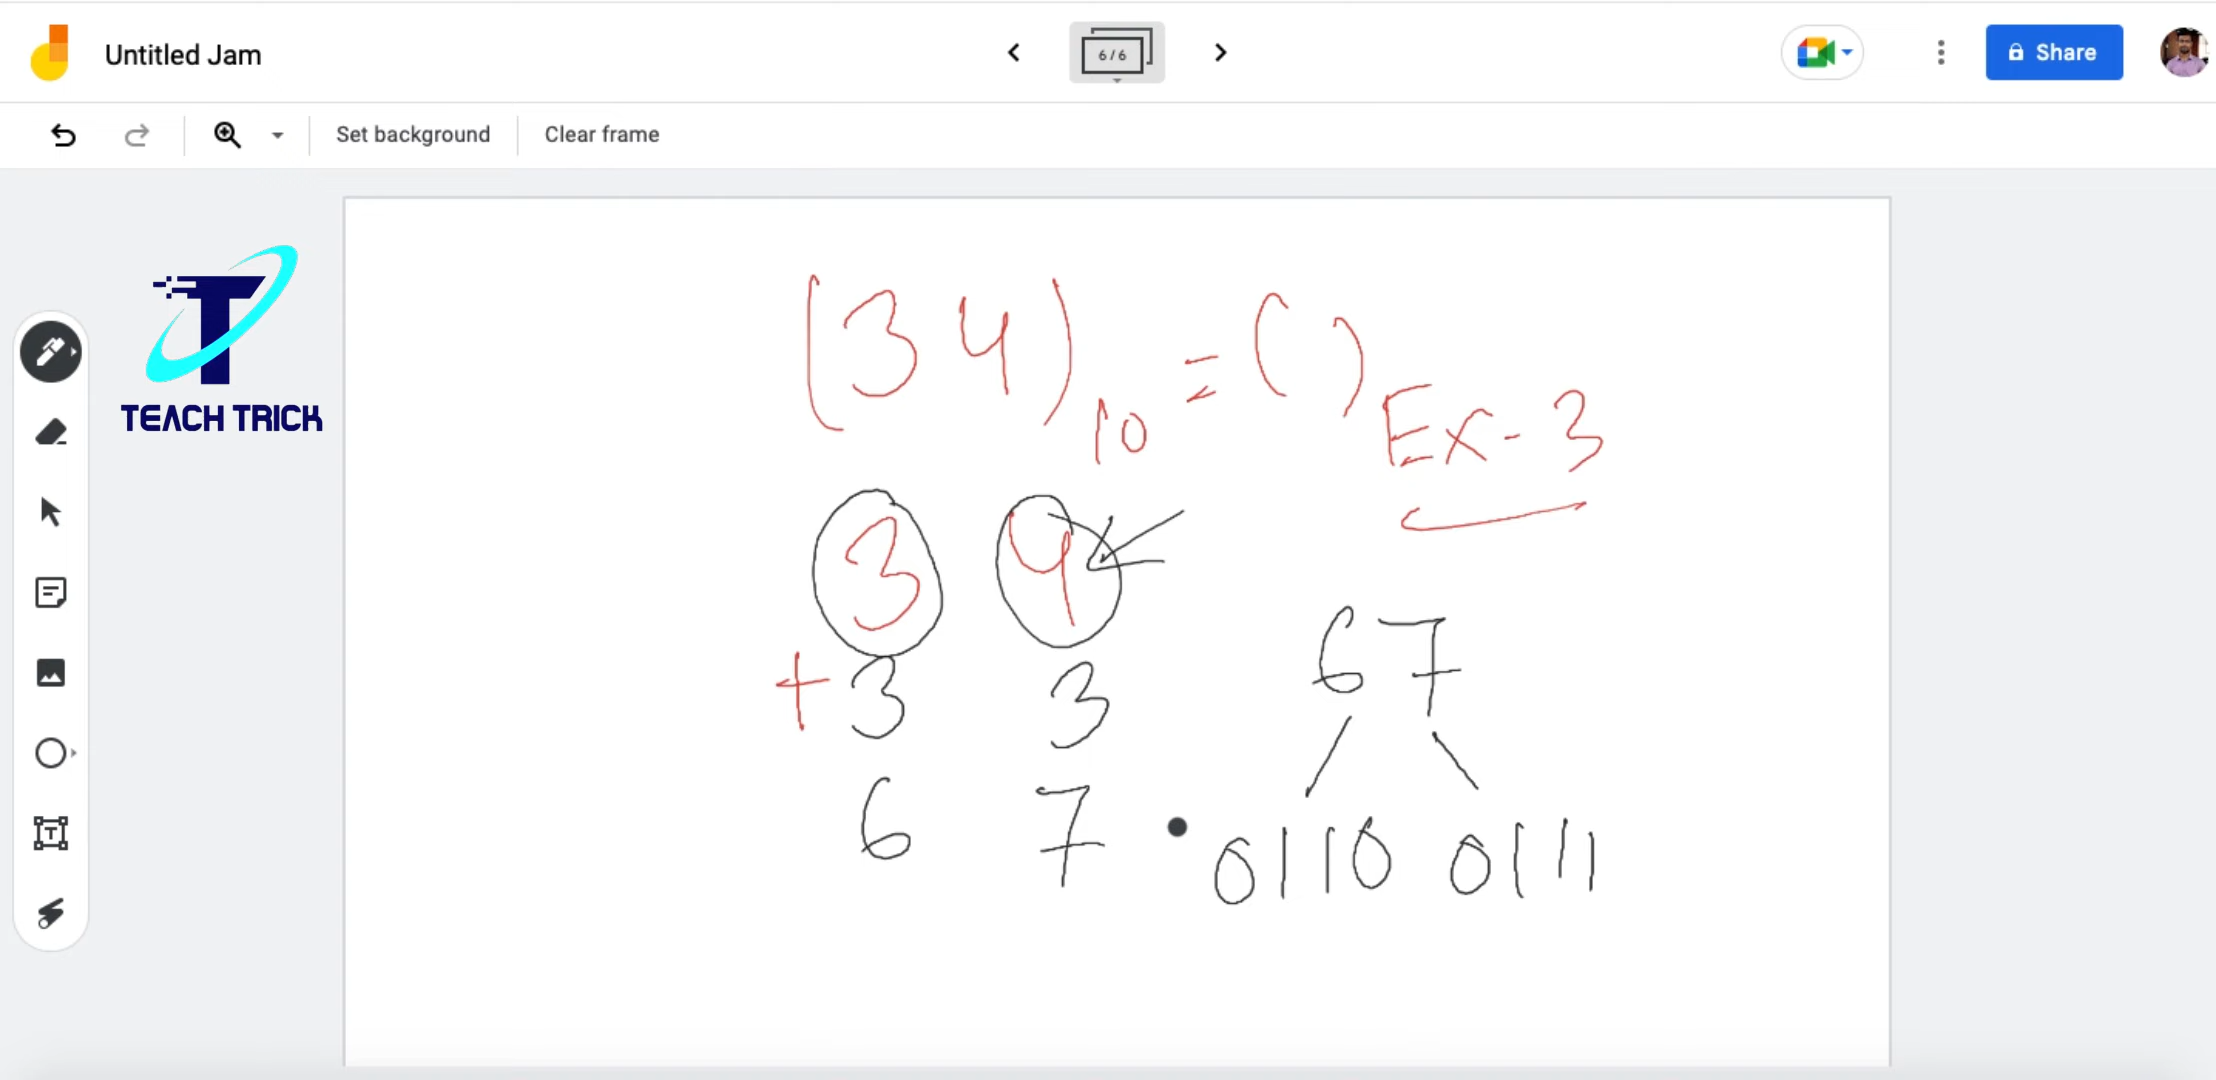 Untitled Jam
6 / 6
Share
Set background
Clear frame
TEACH TRICK
(34)10 = ( )Ex-3
3 4
+ 3 3
6 7
67
0110 0111